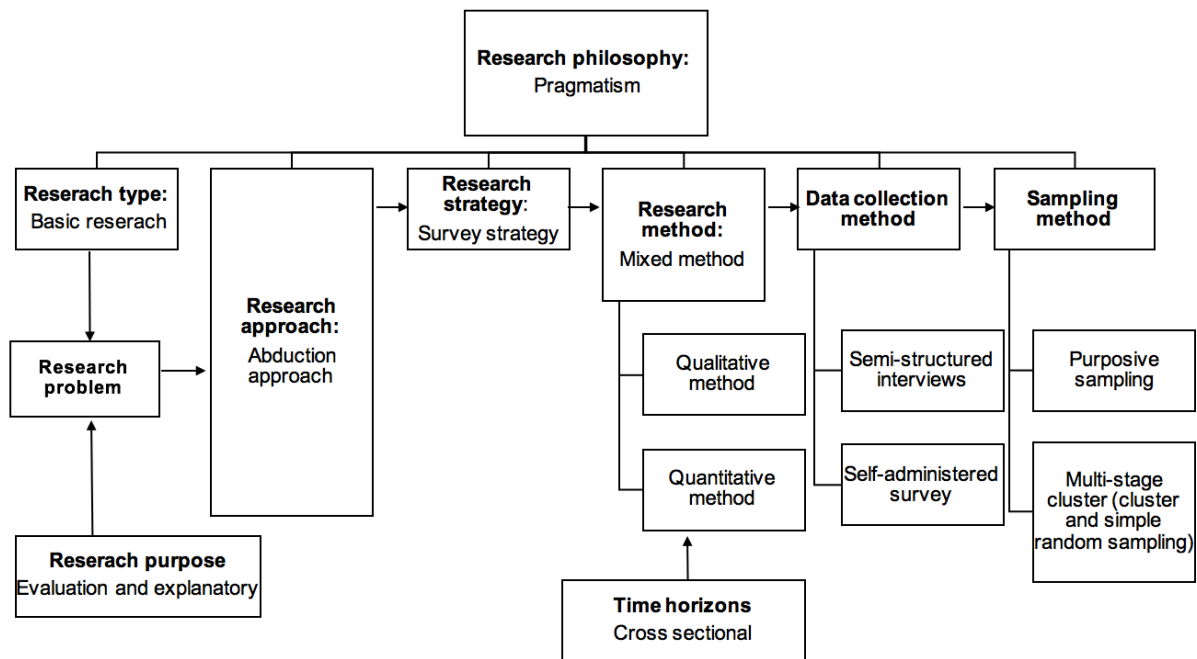 Research philosophy:
Pragmatism
Reserach type:
Basic reserach
Research
strategy:
Survey strategy
Research
method:
Mixed method
Data collection
method
Sampling
method
Research
approach:
Abduction
approach
Research
problem
Qualitative
method
Semi-structured
interviews
Purposive
sampling
Quantitative
method
Self-administered
survey
Multi-stage
cluster (cluster
and simple
random sampling)
Reserach purpose
Evaluation and explanatory
Time horizons
Cross sectional